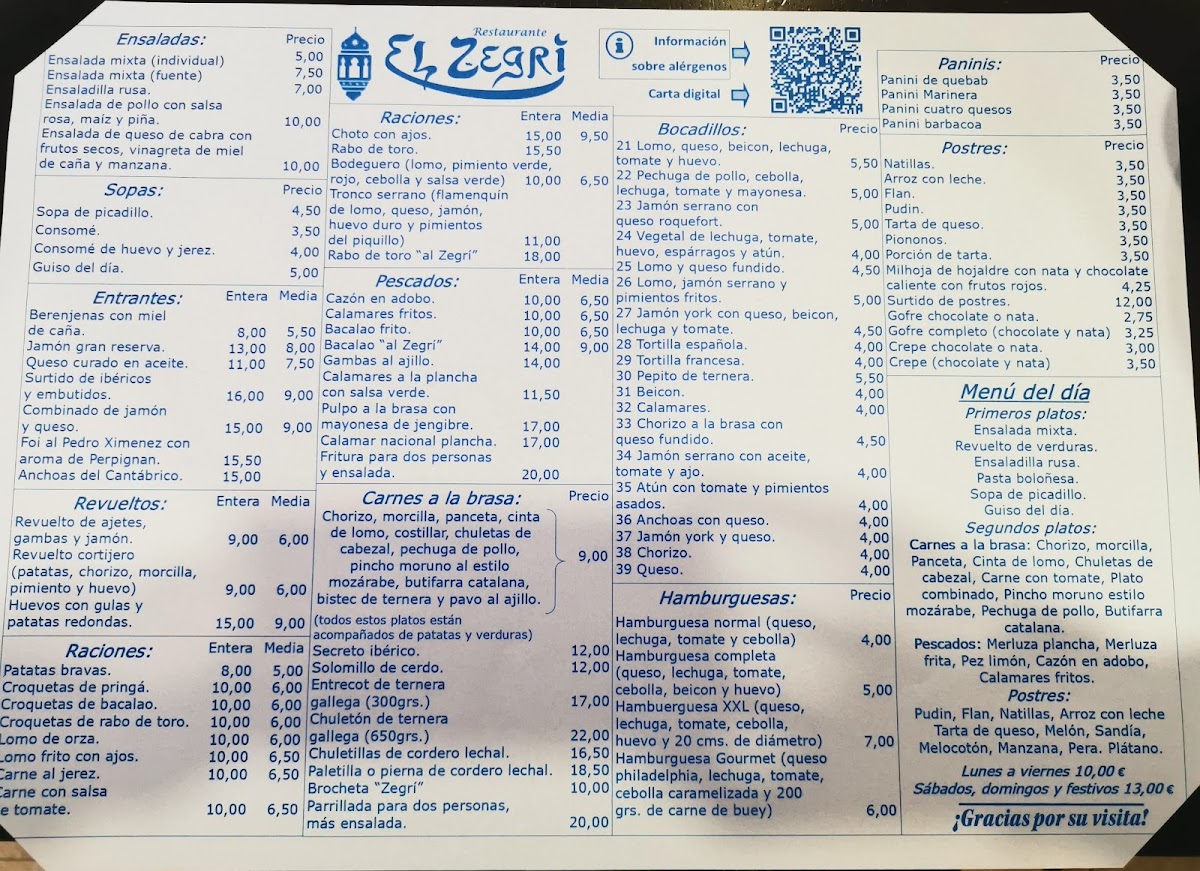 Ensaladas: Precio
Ensalada mixta (individual) 5,00
Ensalada mixta (fuente) 7,50
Ensaladilla rusa. 7,00
Ensalada de pollo con salsa
rosa, maíz y piña. 10,00
Ensalada de queso de cabra con
frutos secos, vinagreta de miel
de caña y manzana. 10,00
Sopas: Precio
Sopa de picadillo. 4,50
Consomé. 3,50
Consomé de huevo y jerez. 4,00
Guiso del día. 5,00
Entrantes: Entera Media
Berenjenas con miel
de caña. 8,00 5,50
Jamón gran reserva. 13,00 8,00
Queso curado en aceite. 11,00 7,50
Surtido de ibéricos
y embutidos. 16,00 9,00
Combinado de jamón
y queso. 15,00 9,00
Foi al Pedro Ximenez con
aroma de Perpignan. 15,50
Anchoas del Cantábrico. 15,00
Revueltos: Entera Media
Revuelto de ajetes,
gambas y jamón. 9,00 6,00
Revuelto cortijero
(patatas, chorizo, morcilla,
pimiento y huevo) 9,00 6,00
Huevos con gulas y
patatas redondas. 15,00 9,00
Raciones: Entera Media
Patatas bravas. 8,00 5,00
Croquetas de pringá. 10,00 6,00
Croquetas de bacalao. 10,00 6,00
Croquetas de rabo de toro. 10,00 6,00
Lomo de orza. 10,00 6,00
Lomo frito con ajos. 10,00 6,50
Carne al jerez. 10,00 6,50
Carne con salsa
e tomate. 10,00 6,50
Restaurante
EL ZEGRI
Información
sobre alérgenos
Carta digital
Raciones: Entera Media
Choto con ajos. 15,00 9,50
Rabo de toro. 15,50
Bodeguero (lomo, pimiento verde,
rojo, cebolla y salsa verde) 10,00 6,50
Tronco serrano (flamenquín
de lomo, queso, jamón,
huevo duro y pimientos
del piquillo) 11,00
Rabo de toro "al Zegrí" 18,00
Pescados: Entera Media
Cazón en adobo. 10,00 6,50
Calamares fritos. 10,00 6,50
Bacalao frito. 10,00 6,50
Bacalao "al Zegrí" 14,00 9,00
Gambas al ajillo. 14,00
Calamares a la plancha
con salsa verde. 11,50
Pulpo a la brasa con
mayonesa de jengibre. 17,00
Calamar nacional plancha. 17,00
Fritura para dos personas
y ensalada. 20,00
Carnes a la brasa: Precio
Chorizo, morcilla, panceta, cinta
de lomo, costillar, chuletas de
cabezal, pechuga de pollo,
pincho moruno al estilo 9,00
mozárabe, butifarra catalana,
bistec de ternera y pavo al ajillo.
(todos estos platos están
acompañados de patatas y verduras)
Secreto ibérico. 12,00
Solomillo de cerdo. 12,00
Entrecot de ternera
gallega (300grs.) 17,00
Chuletón de ternera
gallega (650grs.) 22,00
Chuletillas de cordero lechal. 16,50
Paletilla o pierna de cordero lechal. 18,50
Brocheta "Zegrí" 10,00
Parrillada para dos personas,
más ensalada. 20,00
Bocadillos: Precio
21 Lomo, queso, beicon, lechuga,
tomate y huevo. 5,50
22 Pechuga de pollo, cebolla,
lechuga, tomate y mayonesa. 5,00
23 Jamón serrano con
queso roquefort. 5,00
24 Vegetal de lechuga, tomate,
huevo, espárragos y atún. 4,00
25 Lomo y queso fundido. 4,50
26 Lomo, jamón serrano y
pimientos fritos. 5,00
27 Jamón york con queso, beicon,
lechuga y tomate. 4,50
28 Tortilla española. 4,00
29 Tortilla francesa. 4,00
30 Pepito de ternera. 5,50
31 Beicon. 4,00
32 Calamares. 4,00
33 Chorizo a la brasa con
queso fundido. 4,50
34 Jamón serrano con aceite,
tomate y ajo. 4,00
35 Atún con tomate y pimientos
asados. 4,00
36 Anchoas con queso. 4,00
37 Jamón york y queso. 4,00
38 Chorizo. 4,00
39 Queso. 4,00
Hamburguesas: Precio
Hamburguesa normal (queso,
lechuga, tomate y cebolla) 4,00
Hamburguesa completa
(queso, lechuga, tomate,
cebolla, beicon y huevo) 5,00
Hambuerguesa XXL (queso,
lechuga, tomate, cebolla,
huevo y 20 cms. de diámetro) 7,00
Hamburguesa Gourmet (queso
philadelphia, lechuga, tomate,
cebolla caramelizada y 200
grs. de carne de buey) 6,00
Paninis: Precio
Panini de quebab 3,50
Panini Marinera 3,50
Panini cuatro quesos 3,50
Panini barbacoa 3,50
Postres: Precio
Natillas. 3,50
Arroz con leche. 3,50
Flan. 3,50
Pudin. 3,50
Tarta de queso. 3,50
Piononos. 3,50
Porción de tarta. 3,50
Milhoja de hojaldre con nata y chocolate
caliente con frutos rojos. 4,25
Surtido de postres. 12,00
Gofre chocolate o nata. 2,75
Gofre completo (chocolate y nata) 3,25
Crepe chocolate o nata. 3,00
Crepe (chocolate y nata) 3,50
Menú del día
Primeros platos:
Ensalada mixta.
Revuelto de verduras.
Ensaladilla rusa.
Pasta boloñesa.
Sopa de picadillo.
Guiso del día.
Segundos platos:
Carnes a la brasa: Chorizo, morcilla,
Panceta, Cinta de lomo, Chuletas de
cabezal, Carne con tomate, Plato
combinado, Pincho moruno estilo
mozárabe, Pechuga de pollo, Butifarra
catalana.
Pescados: Merluza plancha, Merluza
frita, Pez limón, Cazón en adobo,
Calamares fritos.
Postres:
Pudin, Flan, Natillas, Arroz con leche
Tarta de queso, Melón, Sandía,
Melocotón, Manzana, Pera. Plátano.
Lunes a viernes 10,00 €
Sábados, domingos y festivos 13,00 €
¡Gracias por su visita!